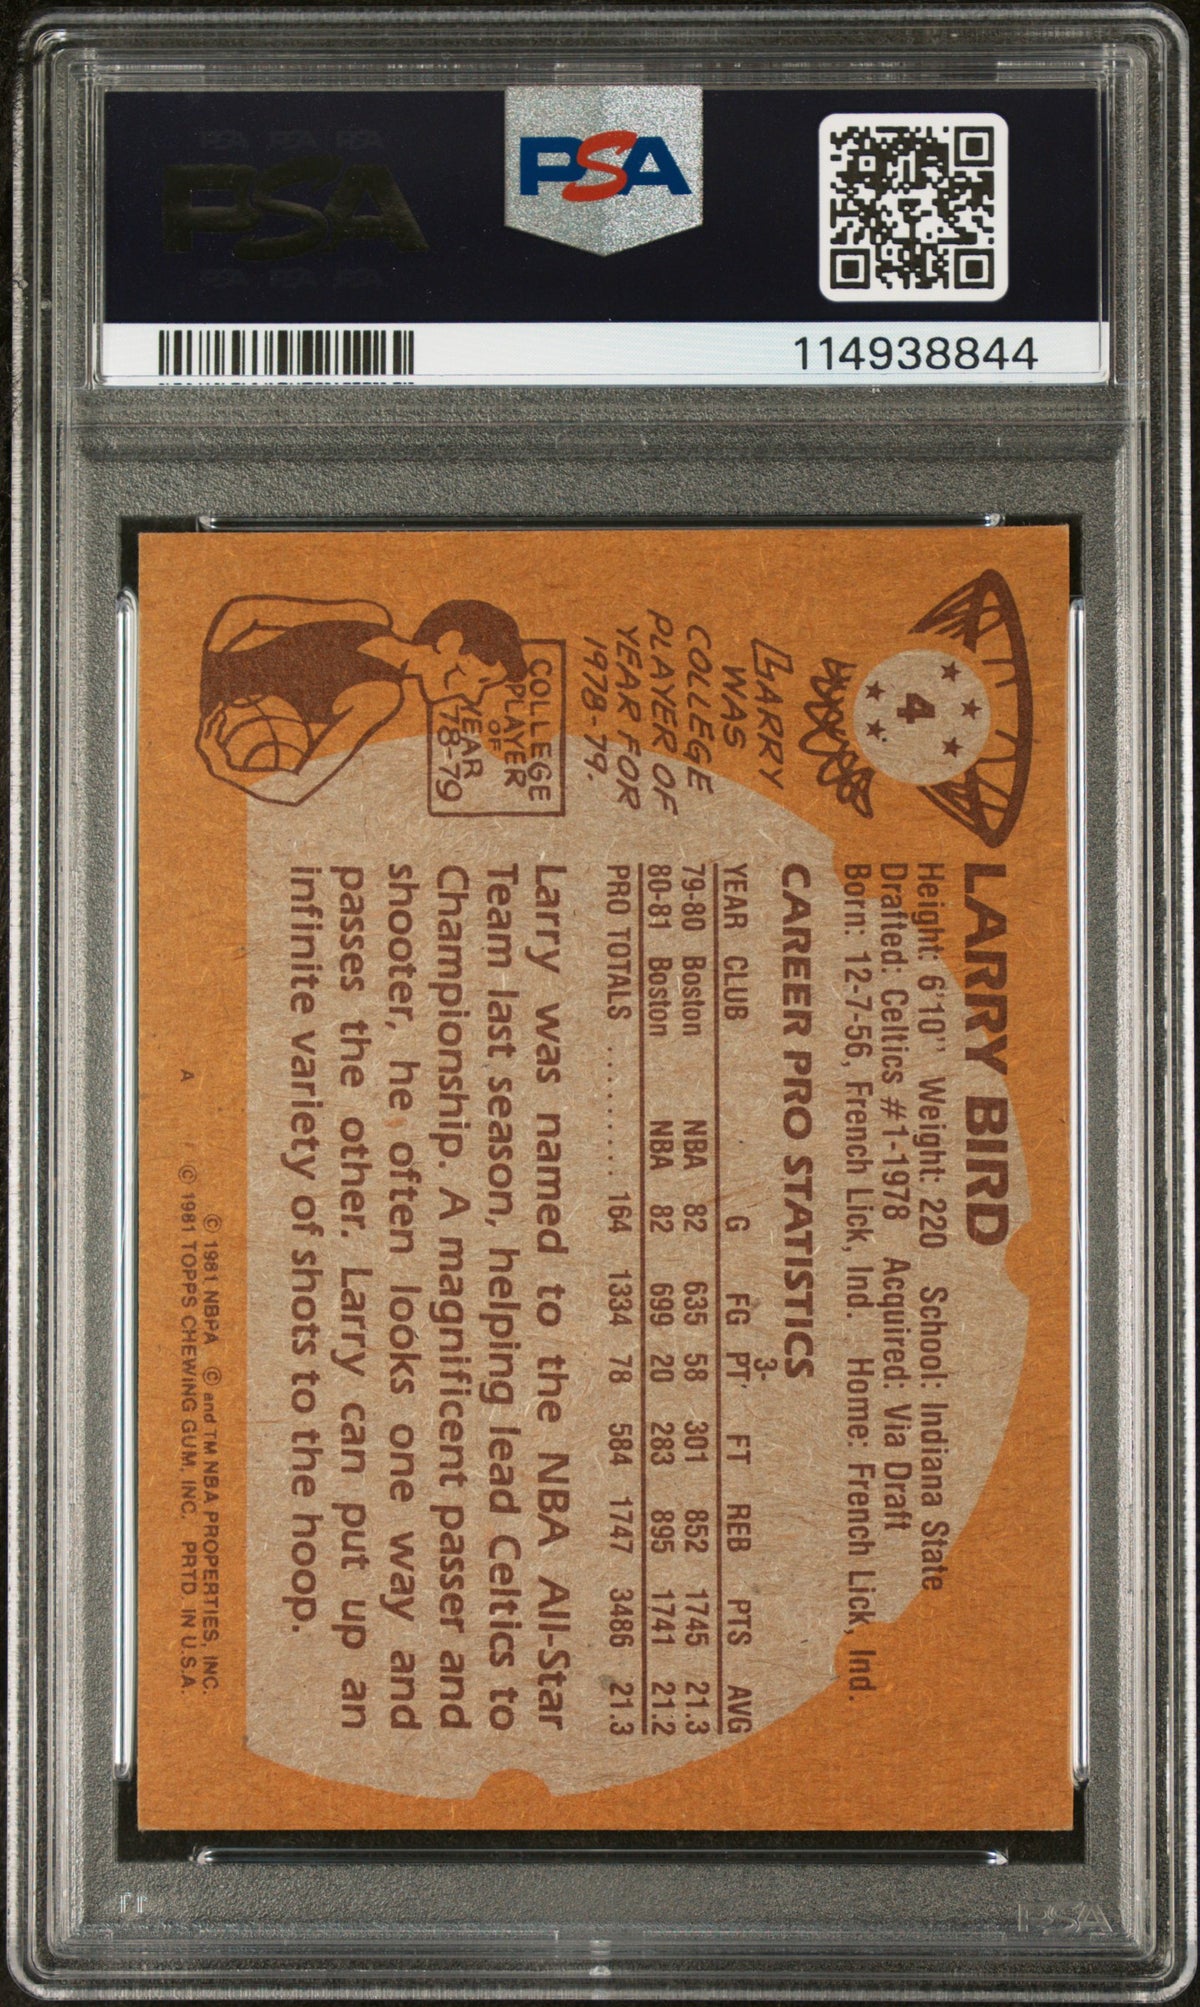 PSA PSA PSA
PSA
PSA PSA PSA
PSA
114938844
4
LARRY BIRD
Height: 6'10" Weight: 220 School: Indiana State
Drafted: Celtics #1-1978 Acquired: Via Draft
Born: 12-7-56, French Lick, Ind. Home: French Lick, Ind.
CAREER PRO STATISTICS
YEAR CLUB G FG 3-PT. FT REB PTS AVG
79-80 Boston NBA 82 635 58 301 852 1745 21.3
80-81 Boston NBA 82 699 20 283 895 1741 21.2
PRO TOTALS ......... 164 1334 78 584 1747 3486 21.3
Larry was named to the NBA All-Star
Team last season, helping lead Celtics to
Championship. A magnificent passer and
shooter, he often looks one way and
passes the other. Larry can put up an
infinite variety of shots to the hoop.
LARRY
WAS
COLLEGE
PLAYER OF
YEAR FOR
1978-79.
COLLEGE
PLAYER
OF
YEAR
78-79
© 1981 NBPA © and TM NBA PROPERTIES, INC.
A © 1981 TOPPS CHEWING GUM, INC. PRTD. IN U.S.A.
PSA